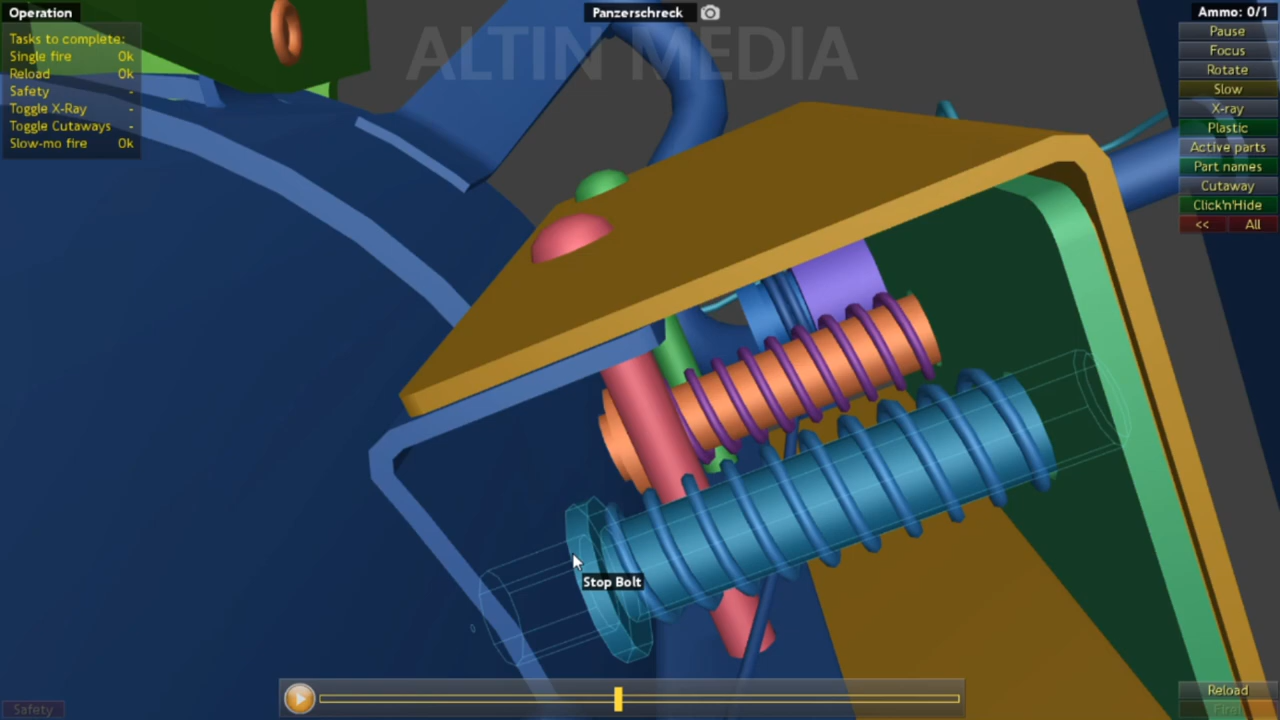 Operation
Tasks to complete:
Single fire Ok
Reload Ok
Safety -
Toggle X-Ray -
Toggle Cutaways -
Slow-mo fire Ok
Panzerschreck
ALTIN MEDIA
Ammo: 0/1
Pause
Focus
Rotate
Slow
X-ray
Plastic
Active parts
Part names
Cutaway
Click'n'Hide
<< All
Stop Bolt
Safety
Reload
Fire!